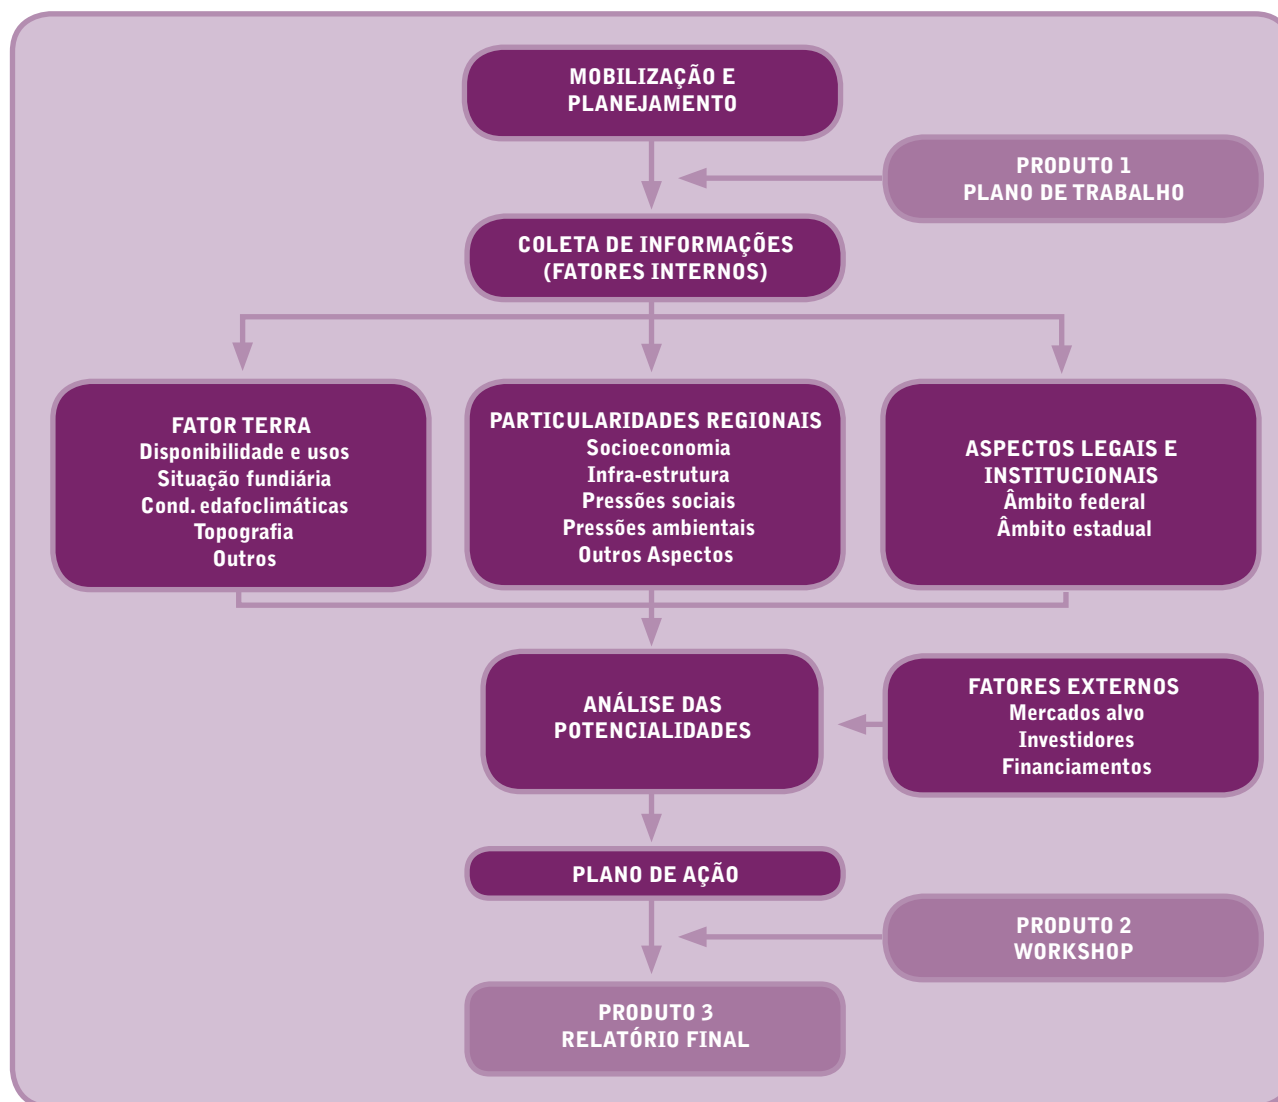 MOBILIZAÇÃO E
PLANEJAMENTO
PRODUTO 1
PLANO DE TRABALHO
COLETA DE INFORMAÇÕES
(FATORES INTERNOS)
FATOR TERRA
Disponibilidade e usos
Situação fundiária
Cond. edafoclimáticas
Topografia
Outros
PARTICULARIDADES REGIONAIS
Socioeconomia
Infra-estrutura
Pressões sociais
Pressões ambientais
Outros Aspectos
ASPECTOS LEGAIS E
INSTITUCIONAIS
Âmbito federal
Âmbito estadual
ANÁLISE DAS
POTENCIALIDADES
FATORES EXTERNOS
Mercados alvo
Investidores
Financiamentos
PLANO DE AÇÃO
PRODUTO 2
WORKSHOP
PRODUTO 3
RELATÓRIO FINAL